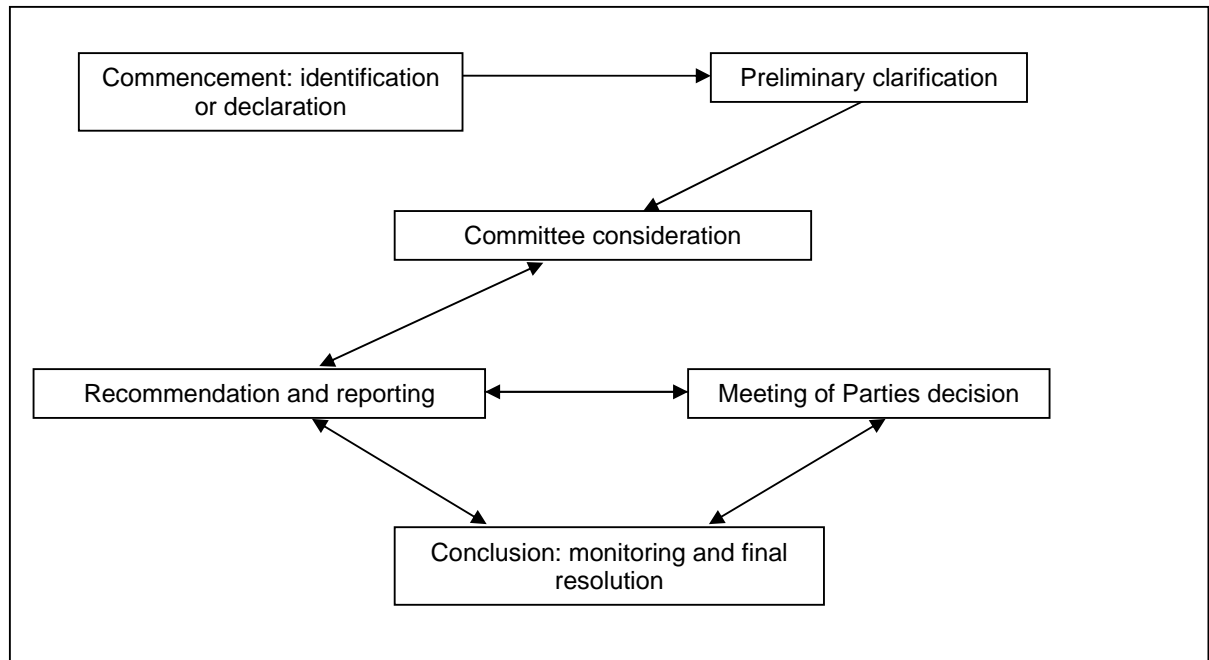 Commencement: identification
or declaration
Preliminary clarification
Committee consideration
Recommendation and reporting
Meeting of Parties decision
Conclusion: monitoring and final
resolution